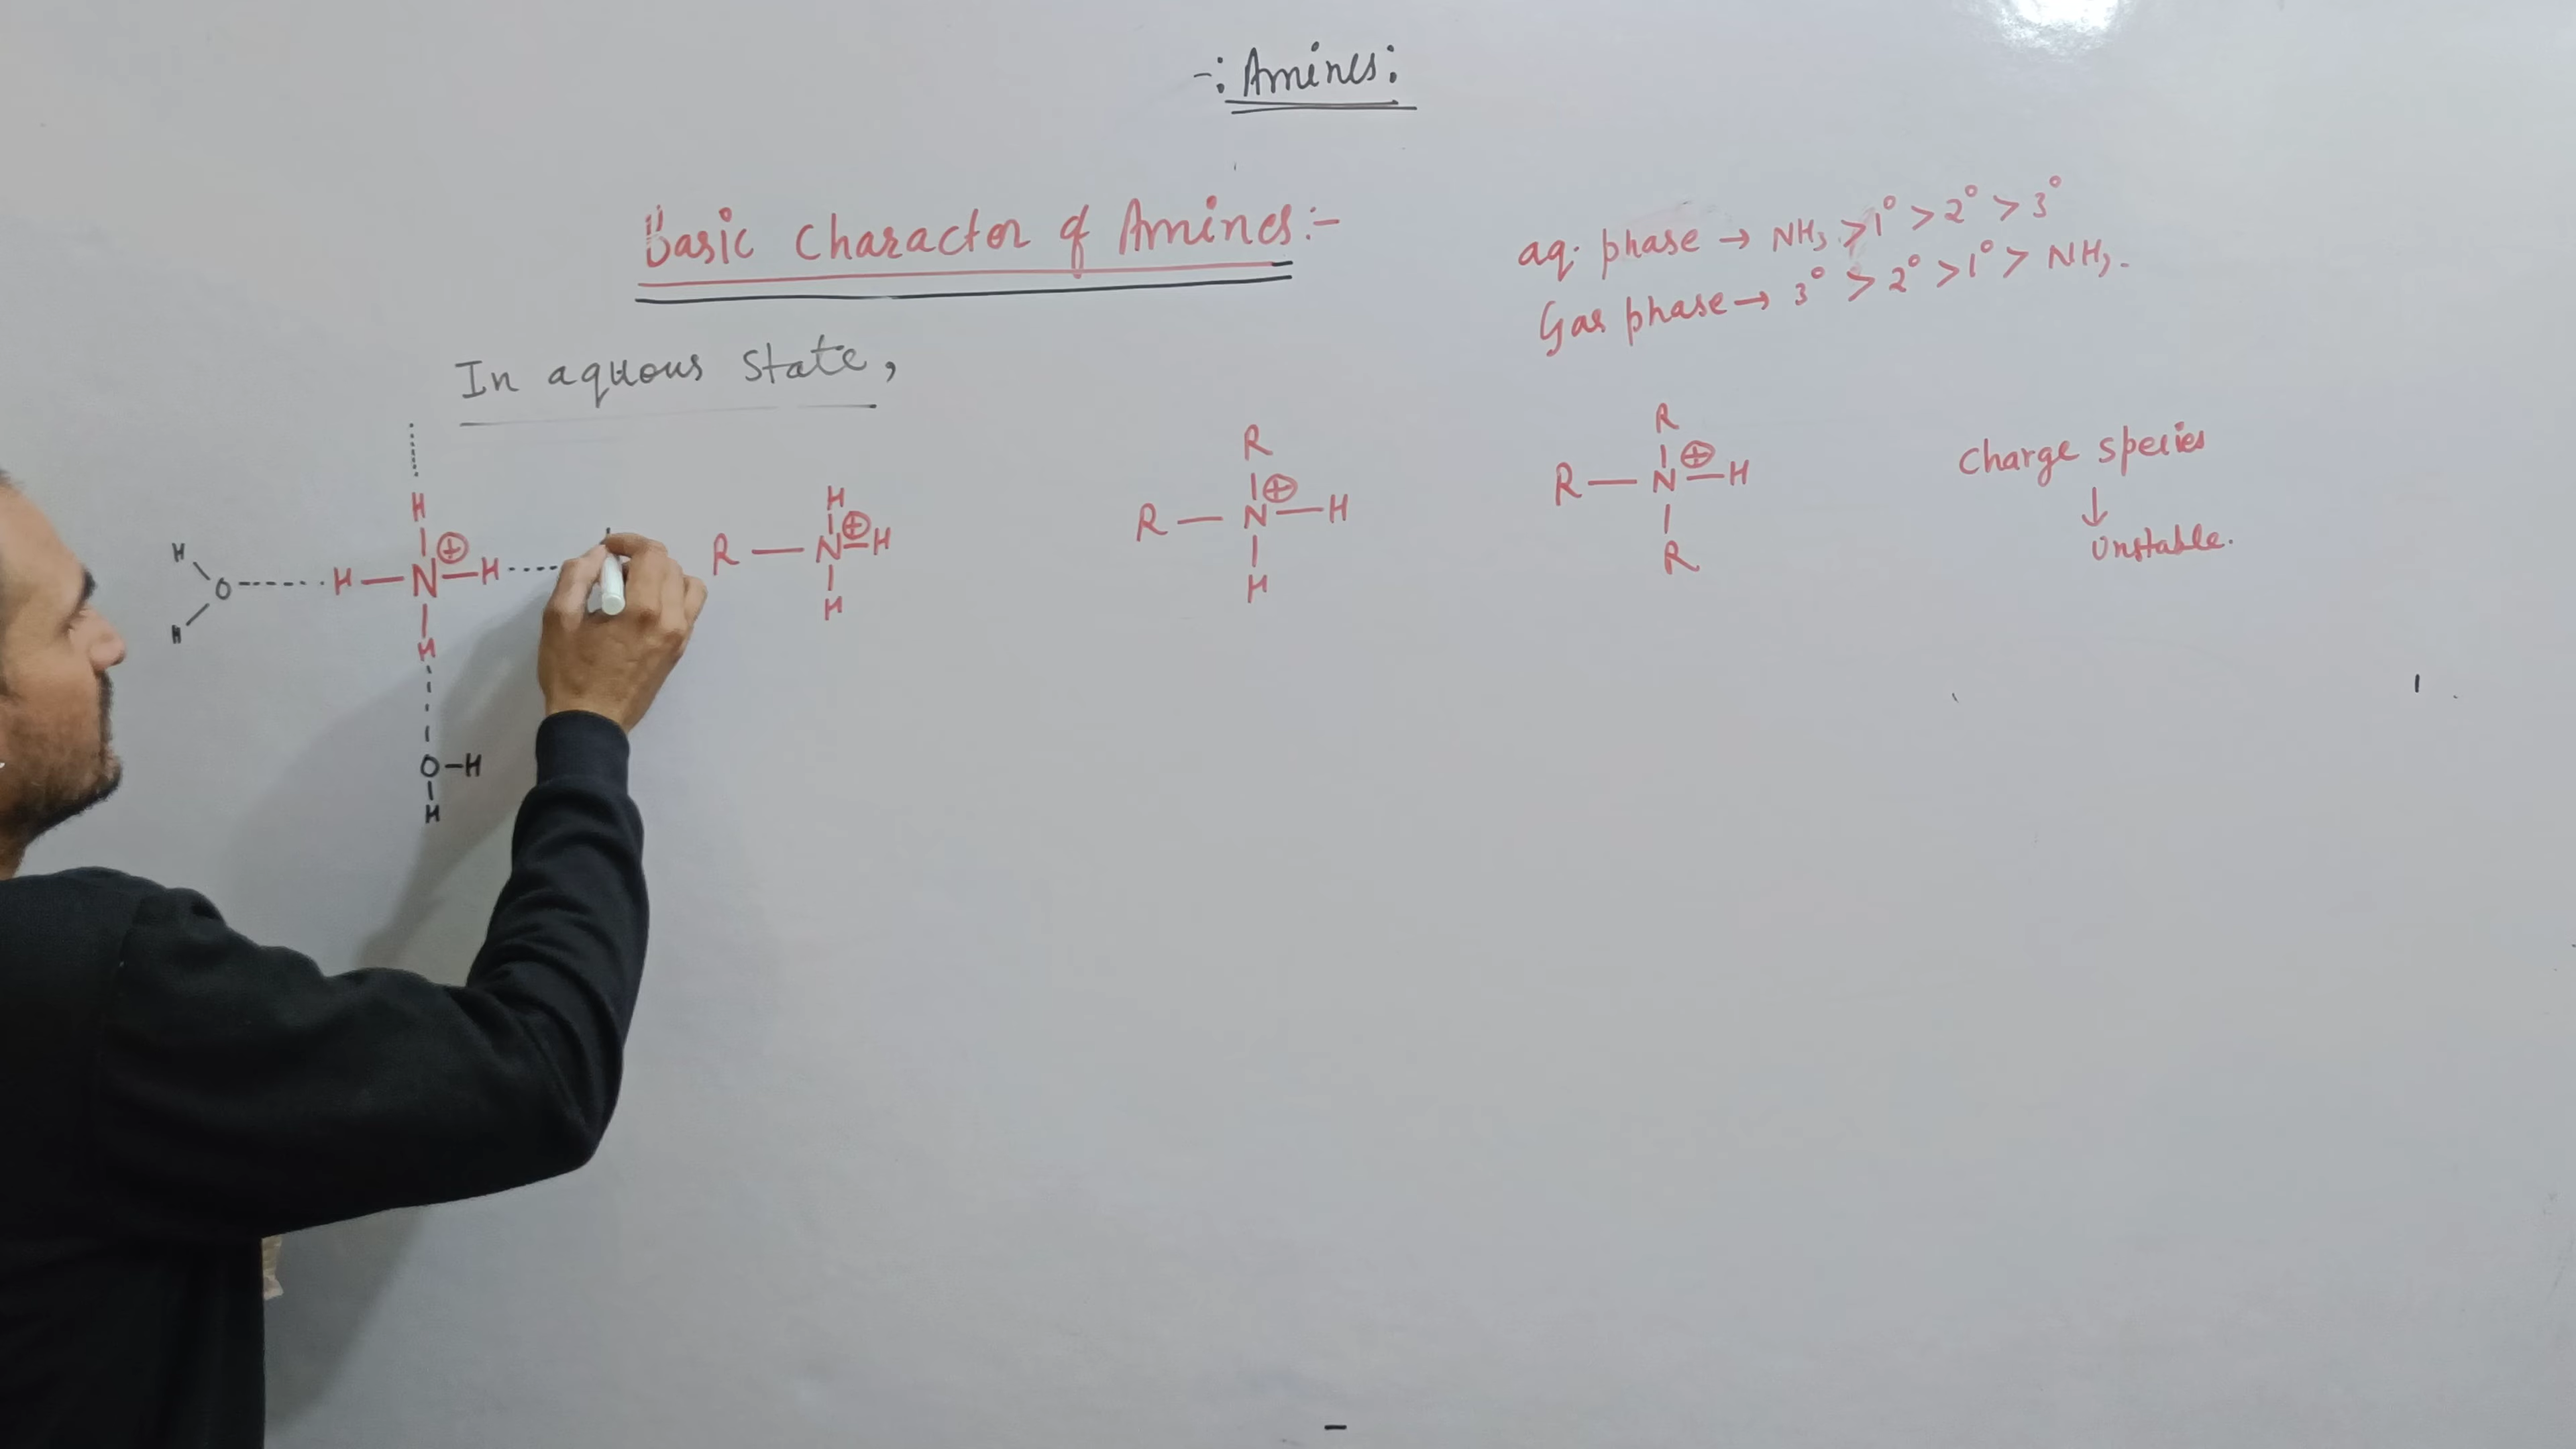 -: Amines:
Basic Character of Amines:-
aq. phase → NH3 > 1° > 2° > 3°
Gas phase → 3° > 2° > 1° > NH3.
In aquous state,
H
H — N⊕ — H
H
H
O
H
O — H
H
H
R — N⊕ — H
H
R
R — N⊕ — H
H
R
R — N⊕ — H
R
Charge species
↓
Unstable.